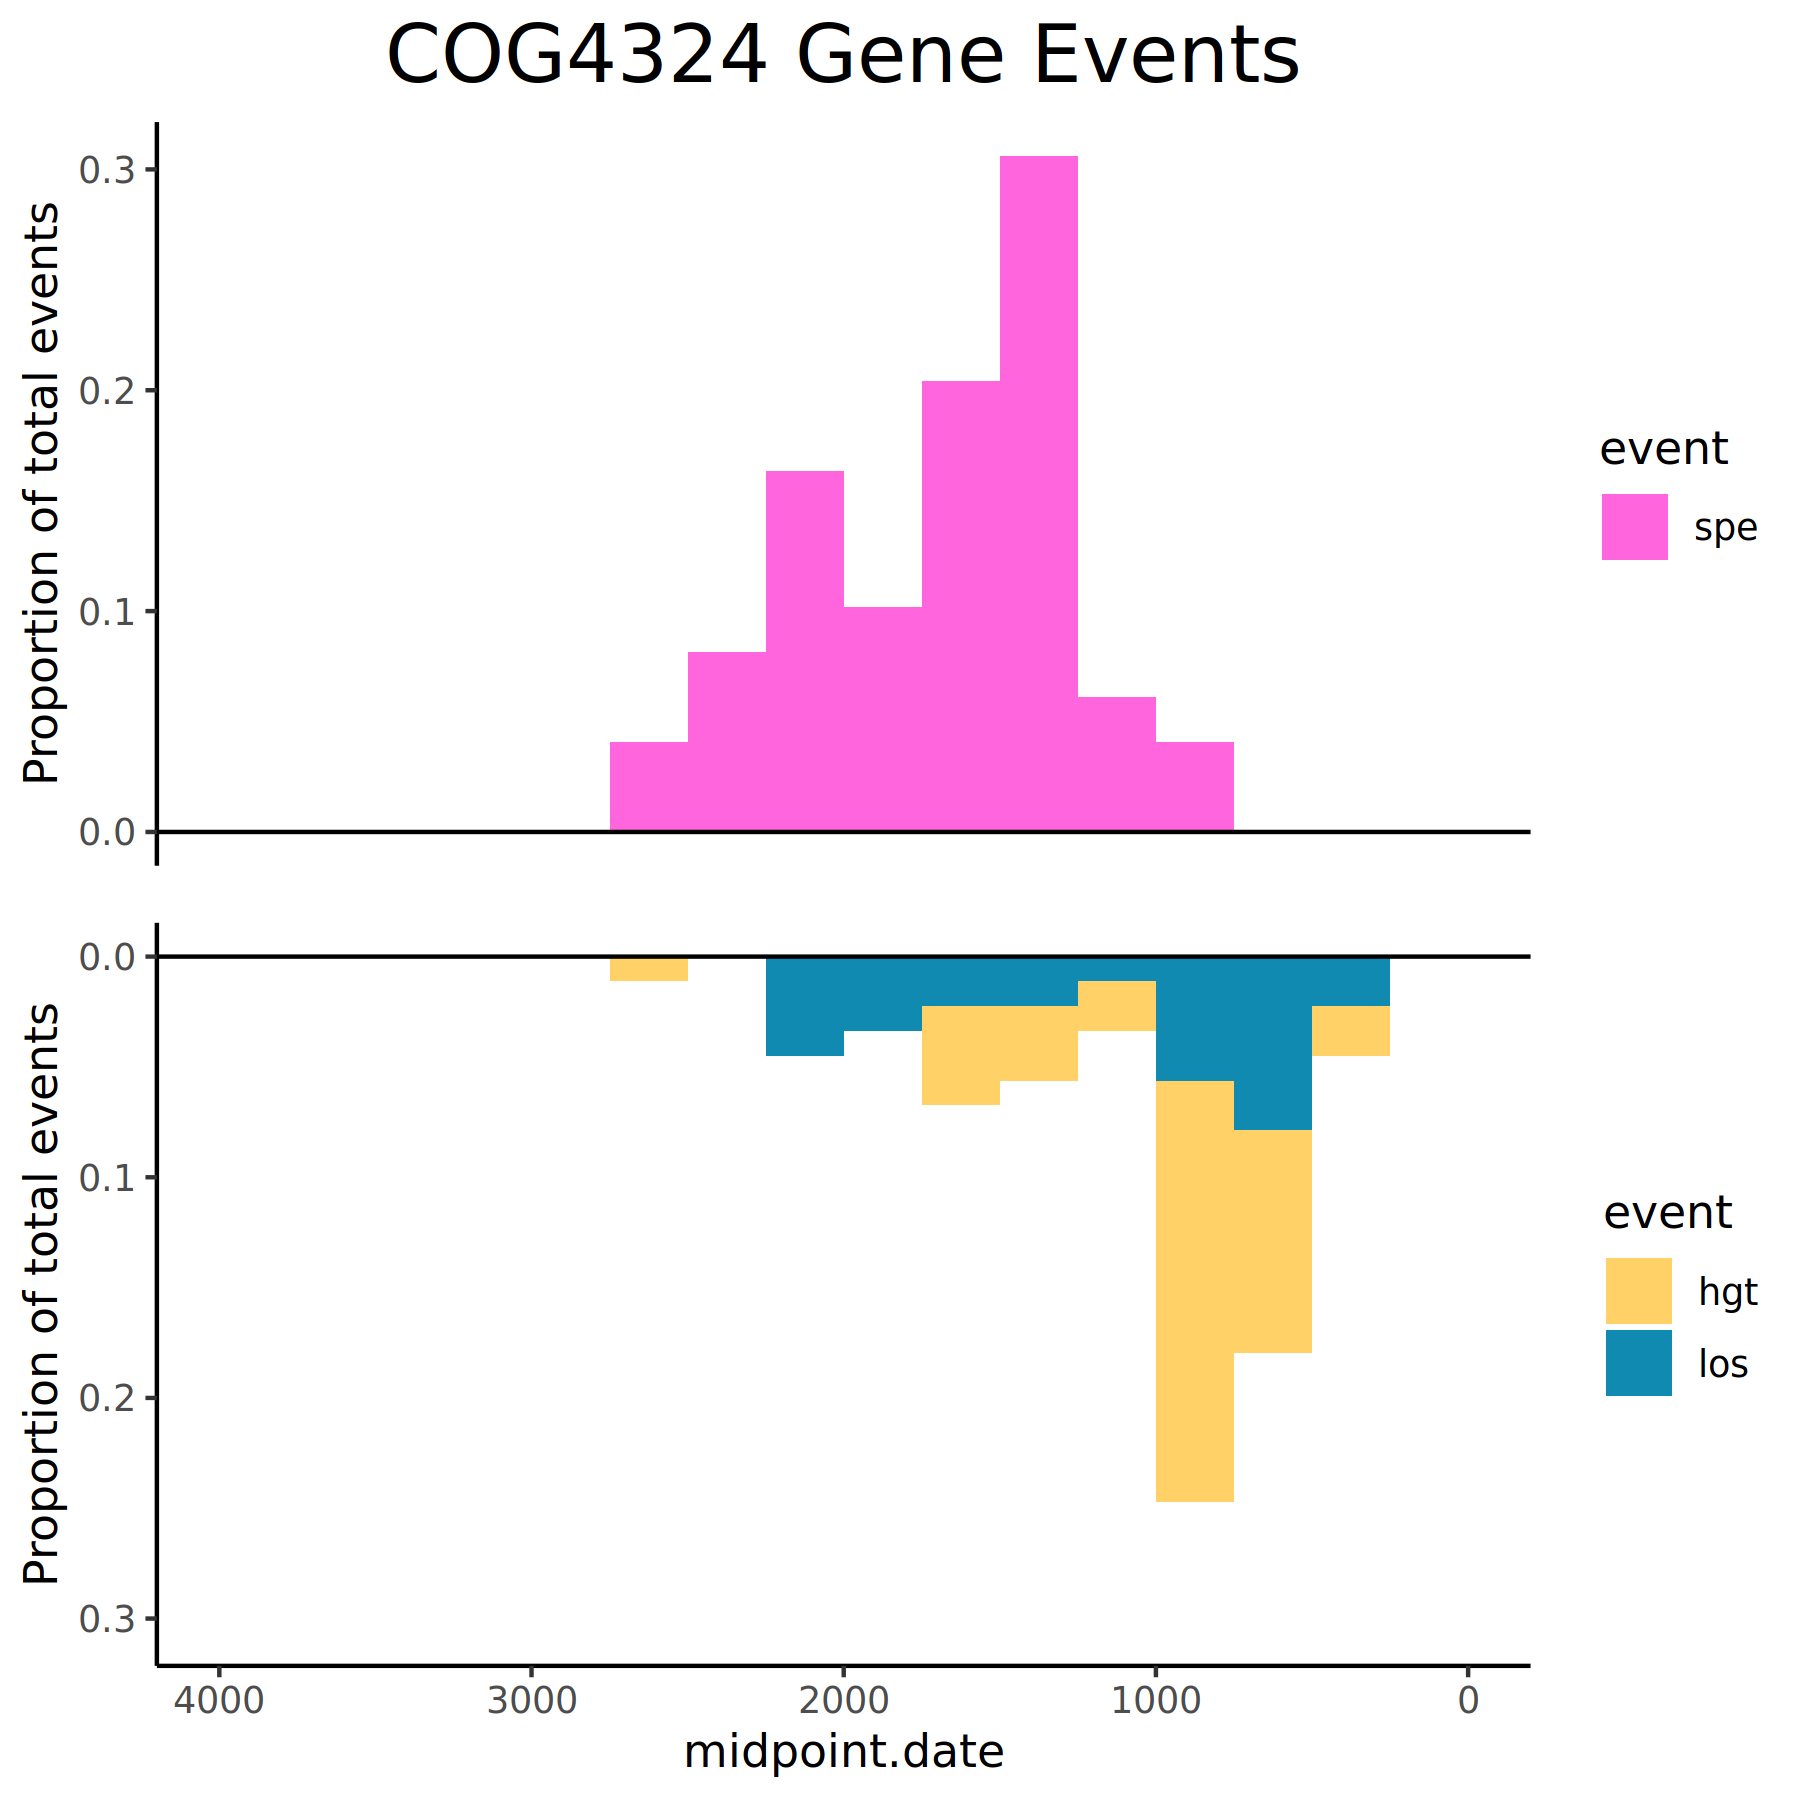 COG4324 Gene Events
Proportion of total events
0.3
0.2
0.1
0.0
event
spe
Proportion of total events
0.0
0.1
0.2
0.3
event
hgt
los
4000 3000 2000 1000 0
midpoint.date